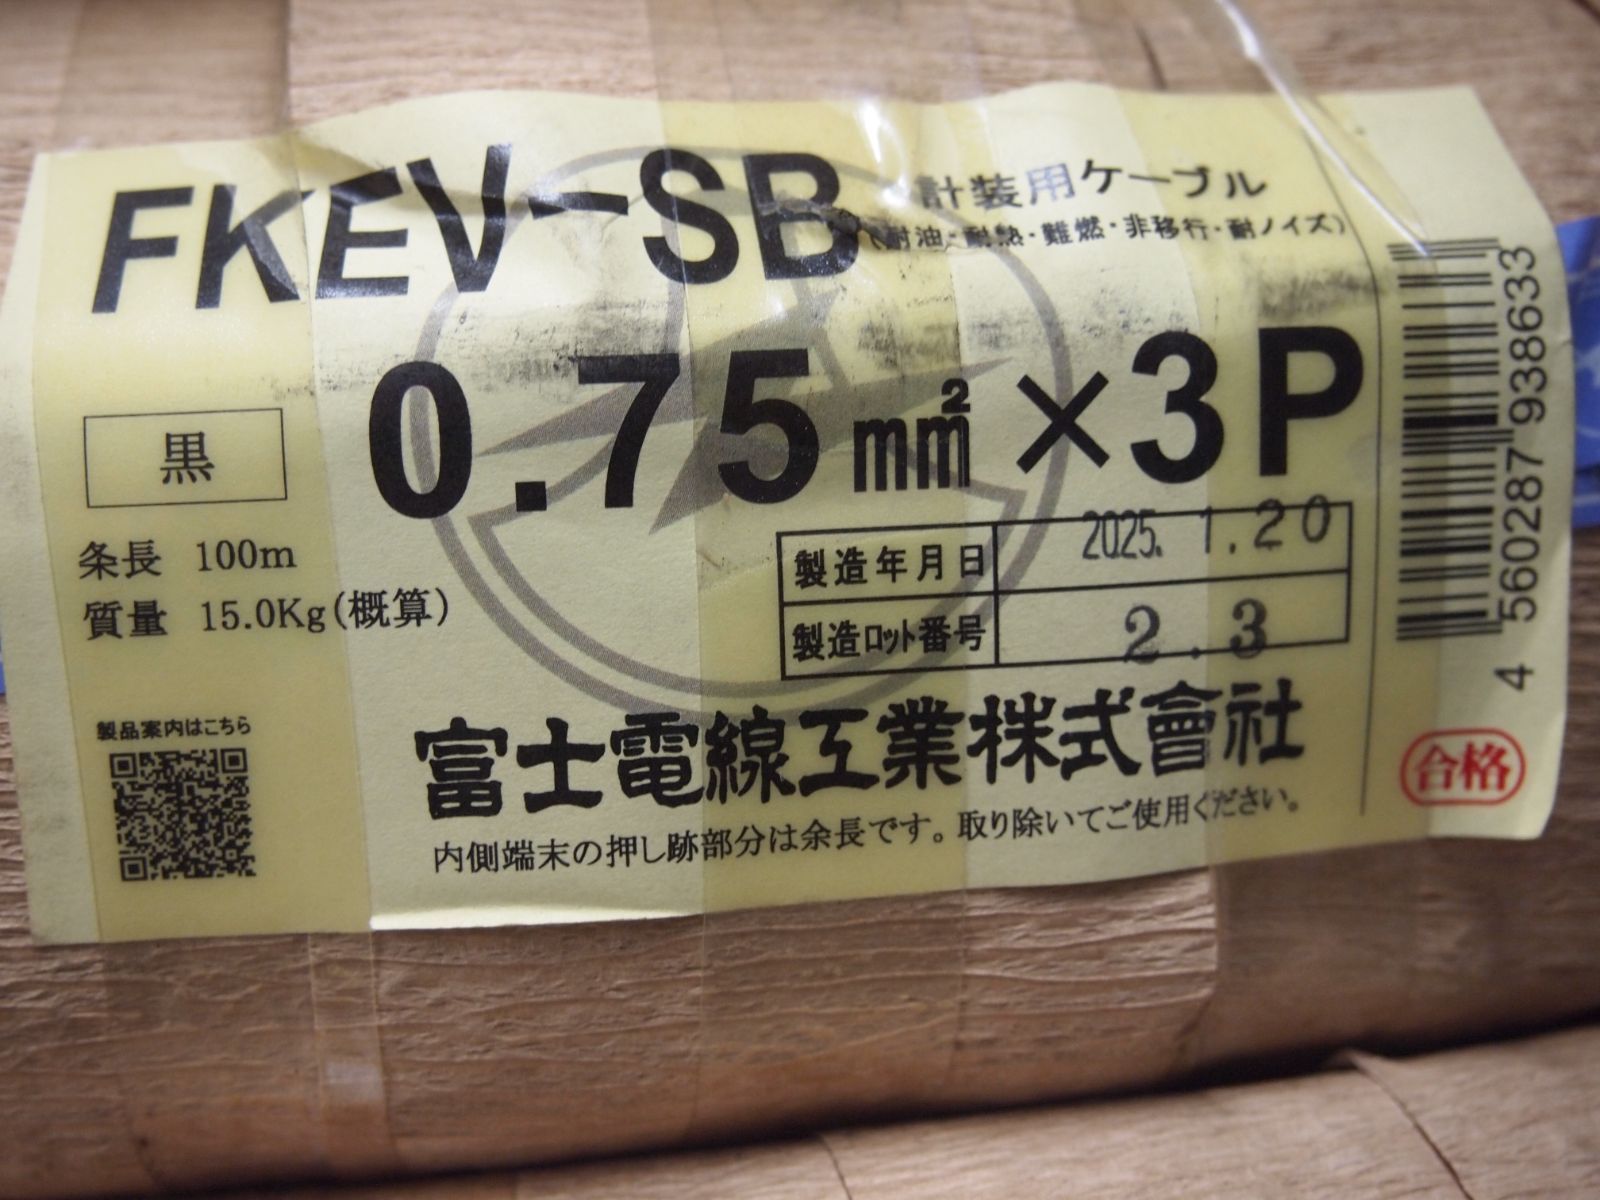 FKEV-SB 計装用ケーブル
(耐油・耐熱・難燃・非移行・耐ノイズ)
黒
0.75㎟×3P
条長 100m
質量 15.0Kg(概算)
製造年月日 2025. 1.20
製造ロット番号 2.3
製品案内はこちら
富士電線工業株式會社
内側端末の押し跡部分は余長です。取り除いてご使用ください。
4 560287 938633
合格